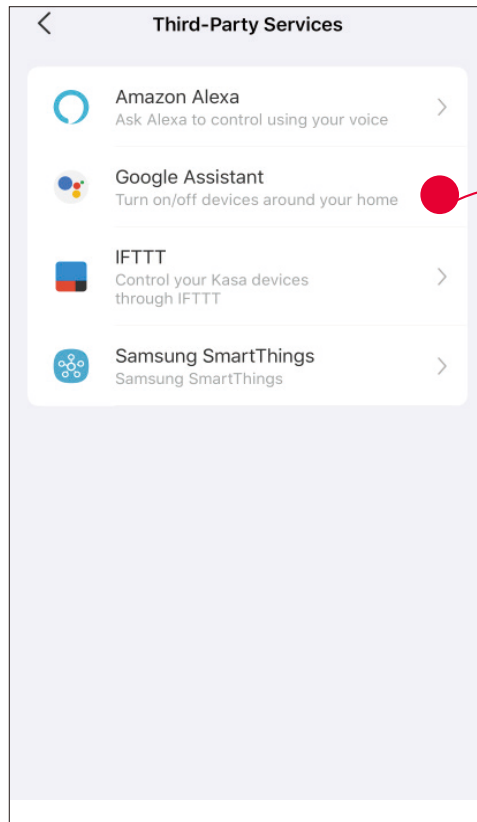 Third-Party Services
Amazon Alexa
Ask Alexa to control using your voice
Google Assistant
Turn on/off devices around your home
IFTTT
Control your Kasa devices
through IFTTT
Samsung SmartThings
Samsung SmartThings